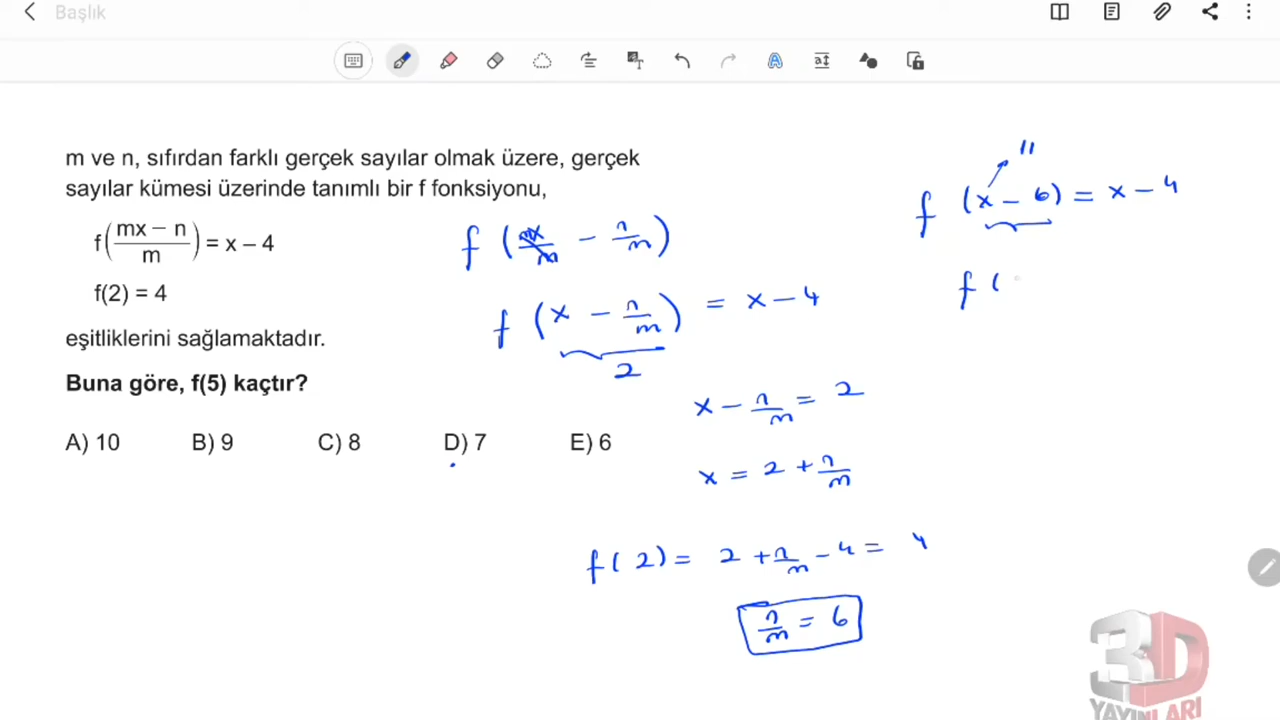 Başlık
m ve n, sıfırdan farklı gerçek sayılar olmak üzere, gerçek
sayılar kümesi üzerinde tanımlı bir f fonksiyonu,
f((mx – n)/m) = x – 4
f(2) = 4
eşitliklerini sağlamaktadır.
Buna göre, f(5) kaçtır?
A) 10 B) 9 C) 8 D) 7 E) 6
f (mx/m – n/m)
f (x – n/m) = x – 4
2
x – n/m = 2
x = 2 + n/m
f(2) = 2 + n/m – 4 = 4
n/m = 6
11
f (x – 6) = x – 4
f (
3D
YAYINLARI